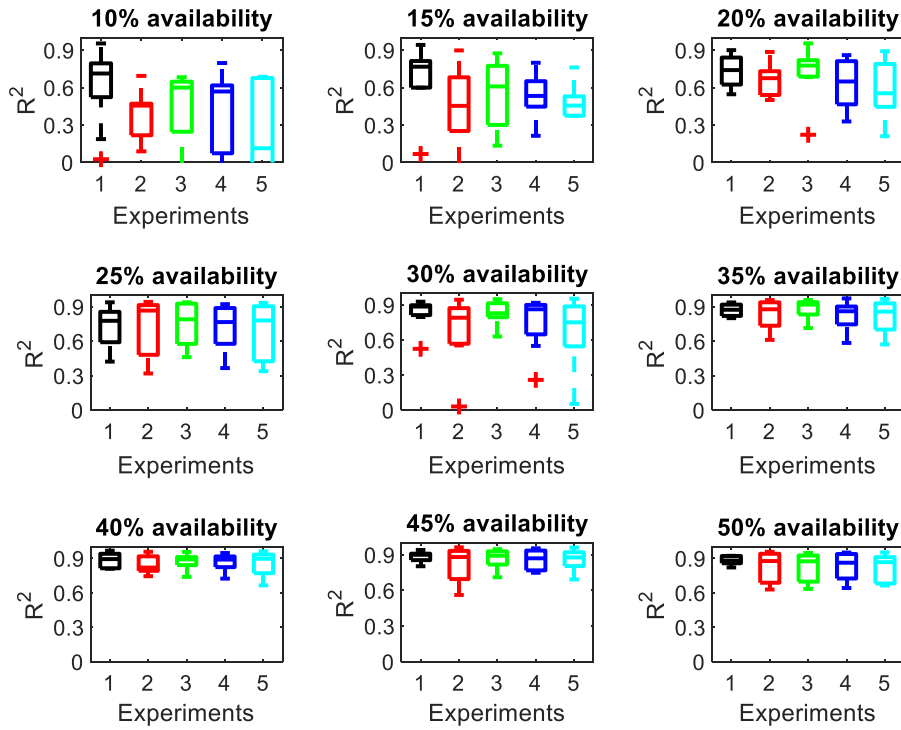 10% availability
15% availability
20% availability
R²
0.9
0.6
0.3
0
1 2 3 4 5
Experiments
R²
0.9
0.6
0.3
0
1 2 3 4 5
Experiments
R²
0.9
0.6
0.3
0
1 2 3 4 5
Experiments
25% availability
30% availability
35% availability
R²
0.9
0.6
0.3
0
1 2 3 4 5
Experiments
R²
0.9
0.6
0.3
0
1 2 3 4 5
Experiments
R²
0.9
0.6
0.3
0
1 2 3 4 5
Experiments
40% availability
45% availability
50% availability
R²
0.9
0.6
0.3
0
1 2 3 4 5
Experiments
R²
0.9
0.6
0.3
0
1 2 3 4 5
Experiments
R²
0.9
0.6
0.3
0
1 2 3 4 5
Experiments